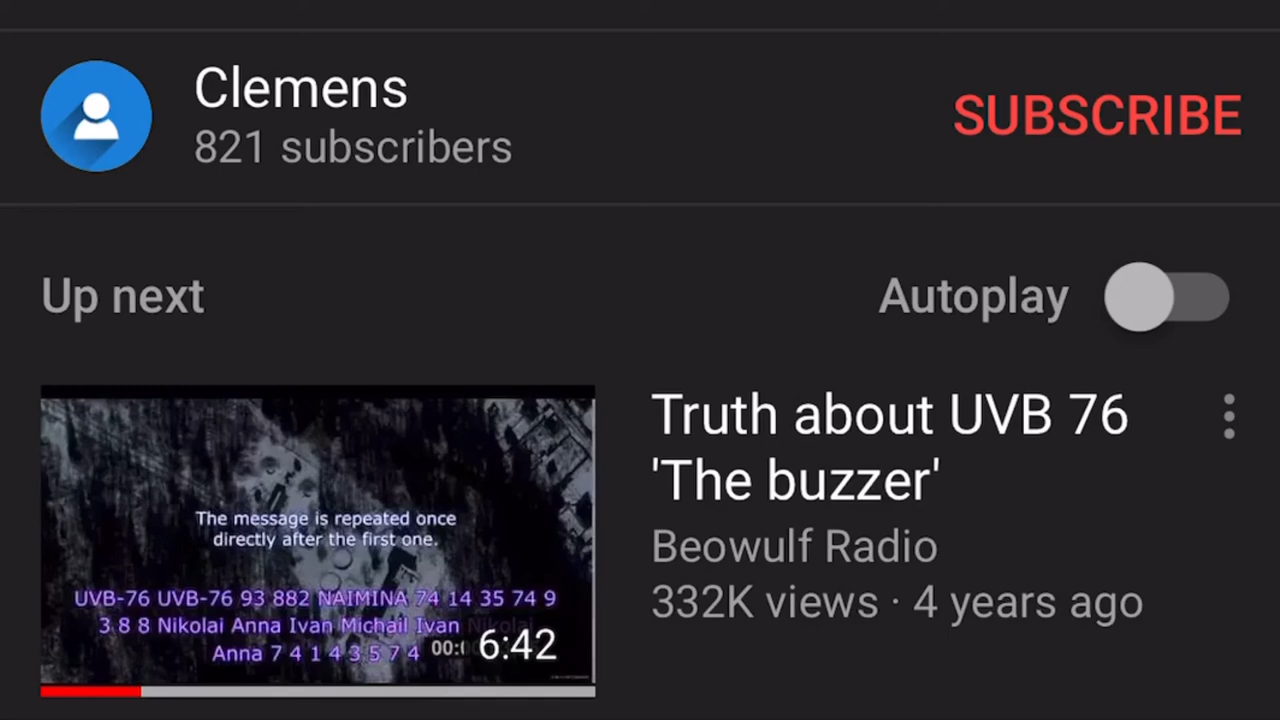 Clemens
821 subscribers
SUBSCRIBE
Up next
Autoplay
The message is repeated once
directly after the first one.
UVB-76 UVB-76 93 882 NAIMINA 74 14 35 74 9
3 8 8 Nikolai Anna Ivan Michail Ivan Nikolai
Anna 7 4 1 4 3 5 7 4
6:42
Truth about UVB 76
'The buzzer'
Beowulf Radio
332K views · 4 years ago